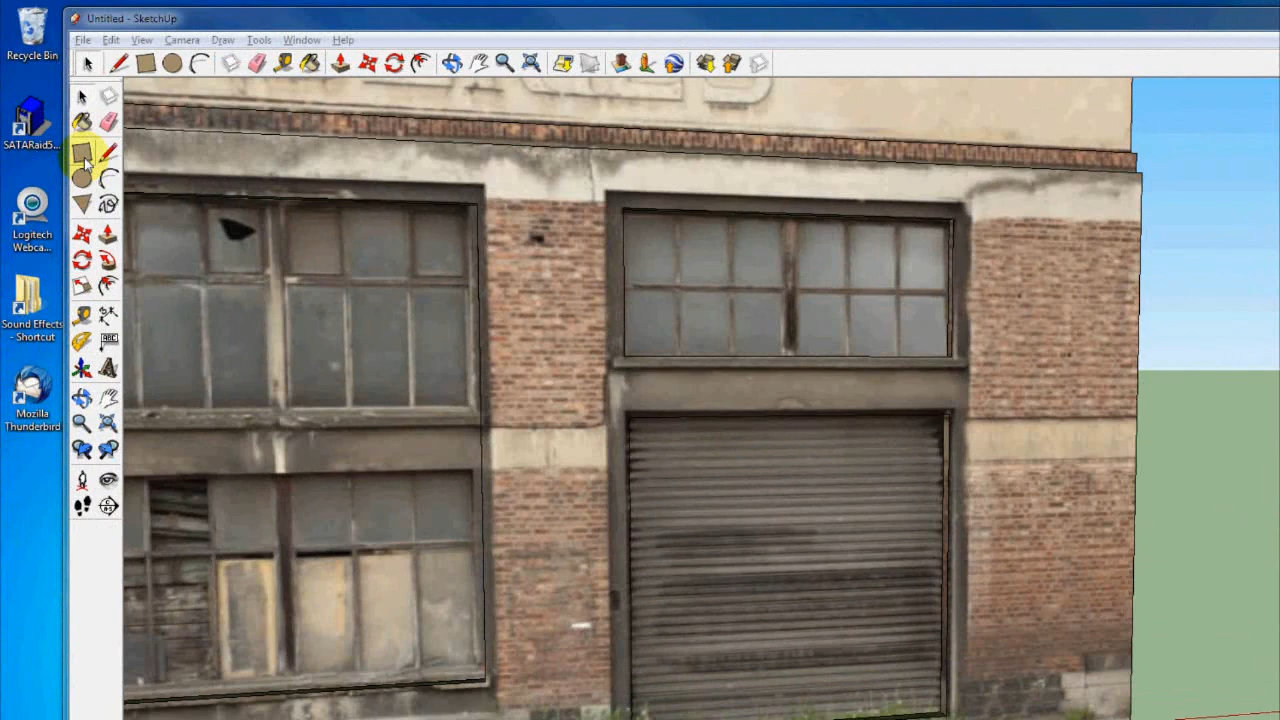 Untitled - SketchUp
File Edit View Camera Draw Tools Window Help
Recycle Bin
SATARaid5...
Logitech
Webca...
Sound Effects
- Shortcut
Mozilla
Thunderbird
ABC